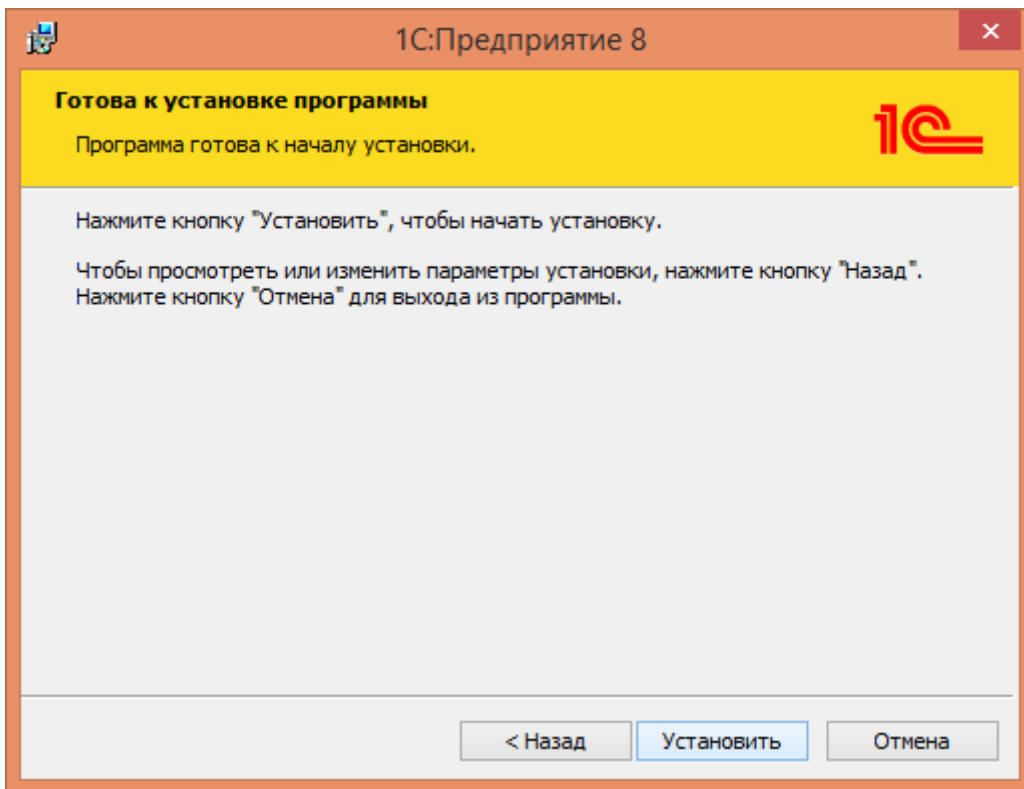 1С:Предприятие 8
Готова к установке программы
Программа готова к началу установки.
1С
Нажмите кнопку "Установить", чтобы начать установку.
Чтобы просмотреть или изменить параметры установки, нажмите кнопку "Назад".
Нажмите кнопку "Отмена" для выхода из программы.
< Назад
Установить
Отмена